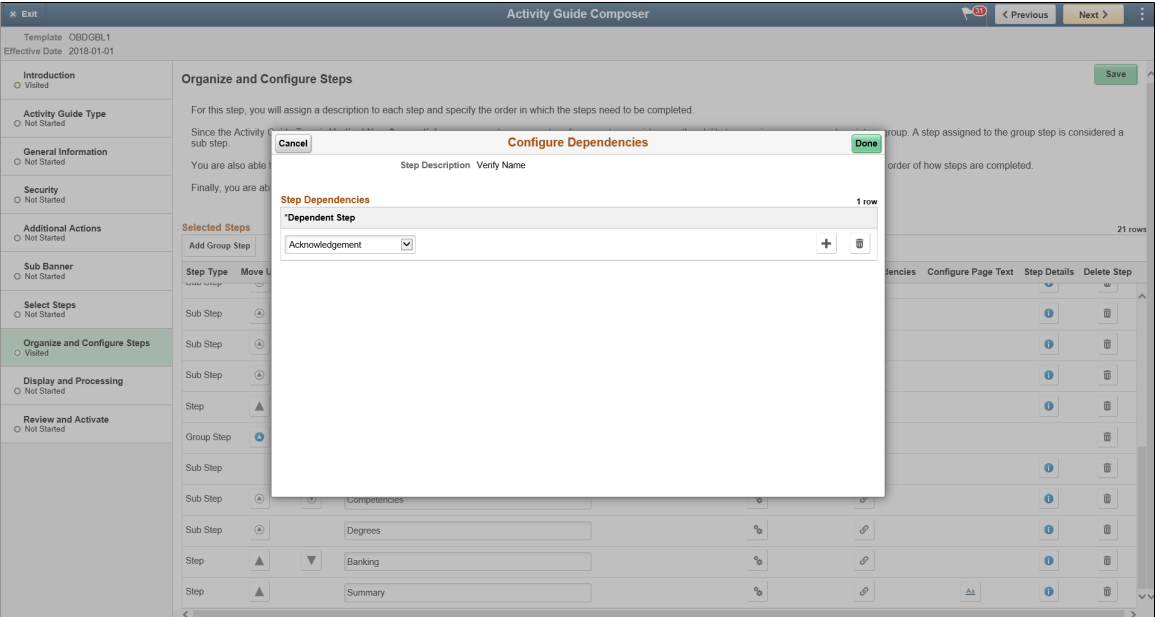 × Exit
Activity Guide Composer
31
< Previous
Next >
Template OBDGBL1
Effective Date 2018-01-01
Introduction
Visited
Activity Guide Type
Not Started
General Information
Not Started
Security
Not Started
Additional Actions
Not Started
Sub Banner
Not Started
Select Steps
Not Started
Organize and Configure Steps
Visited
Display and Processing
Not Started
Review and Activate
Not Started
Organize and Configure Steps
Save
For this step, you will assign a description to each step and specify the order in which the steps need to be completed.
Since the Activity
group. A step assigned to the group step is considered a
sub step.
You are also able
order of how steps are completed.
Finally, you are
Selected Steps
21 rows
Add Group Step
Step Type Move
Configure Page Text Step Details Delete Step
Sub Step
Sub Step
Sub Step
Sub Step
Step
Group Step
Sub Step
Sub Step
Competencies
Sub Step
Degrees
Step
Banking
Step
Summary
Aa
Cancel
Configure Dependencies
Done
Step Description Verify Name
Step Dependencies
1 row
*Dependent Step
Acknowledgement